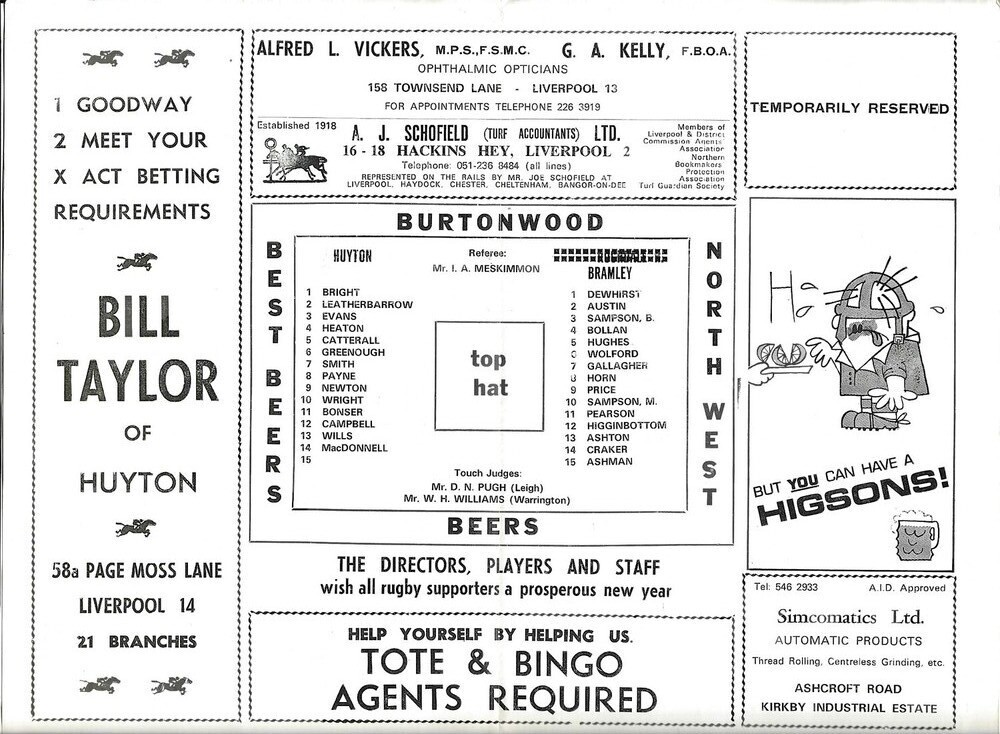 1 GOODWAY
2 MEET YOUR
X ACT BETTING
REQUIREMENTS
BILL
TAYLOR
OF
HUYTON
58a PAGE MOSS LANE
LIVERPOOL 14
21 BRANCHES
ALFRED L. VICKERS, M.P.S.,F.S.M.C. G. A. KELLY, F.B.O.A.
OPHTHALMIC OPTICIANS
158 TOWNSEND LANE - LIVERPOOL 13
FOR APPOINTMENTS TELEPHONE 226 3919
Established 1918
A. J. SCHOFIELD (TURF ACCOUNTANTS) LTD.
16 - 18 HACKINS HEY, LIVERPOOL 2
Telephone: 051-236 8484 (all lines)
REPRESENTED ON THE RAILS BY MR. JOE SCHOFIELD AT
LIVERPOOL, HAYDOCK, CHESTER, CHELTENHAM, BANGOR-ON-DEE
Members of
Liverpool & District
Commission Agents'
Association
Northern
Bookmakers'
Protection
Association
Turf Guardian Society
BURTONWOOD
BEST BEERS
HUYTON
1 BRIGHT
2 LEATHERBARROW
3 EVANS
4 HEATON
5 CATTERALL
6 GREENOUGH
7 SMITH
8 PAYNE
9 NEWTON
10 WRIGHT
11 BONSER
12 CAMPBELL
13 WILLS
14 MacDONNELL
15
Referee:
Mr. I. A. MESKIMMON
top
hat
BRAMLEY
1 DEWHIRST
2 AUSTIN
3 SAMPSON, B.
4 BOLLAN
5 HUGHES
6 WOLFORD
7 GALLAGHER
8 HORN
9 PRICE
10 SAMPSON, M.
11 PEARSON
12 HIGGINBOTTOM
13 ASHTON
14 CRAKER
15 ASHMAN
Touch Judges:
Mr. D. N. PUGH (Leigh)
Mr. W. H. WILLIAMS (Warrington)
NORTH WEST
BEERS
THE DIRECTORS, PLAYERS AND STAFF
wish all rugby supporters a prosperous new year
HELP YOURSELF BY HELPING US.
TOTE & BINGO
AGENTS REQUIRED
TEMPORARILY RESERVED
Ha
BUT YOU CAN HAVE A
HIGSONS!
Tel: 546 2933 A.I.D. Approved
Simcomatics Ltd.
AUTOMATIC PRODUCTS
Thread Rolling, Centreless Grinding, etc.
ASHCROFT ROAD
KIRKBY INDUSTRIAL ESTATE